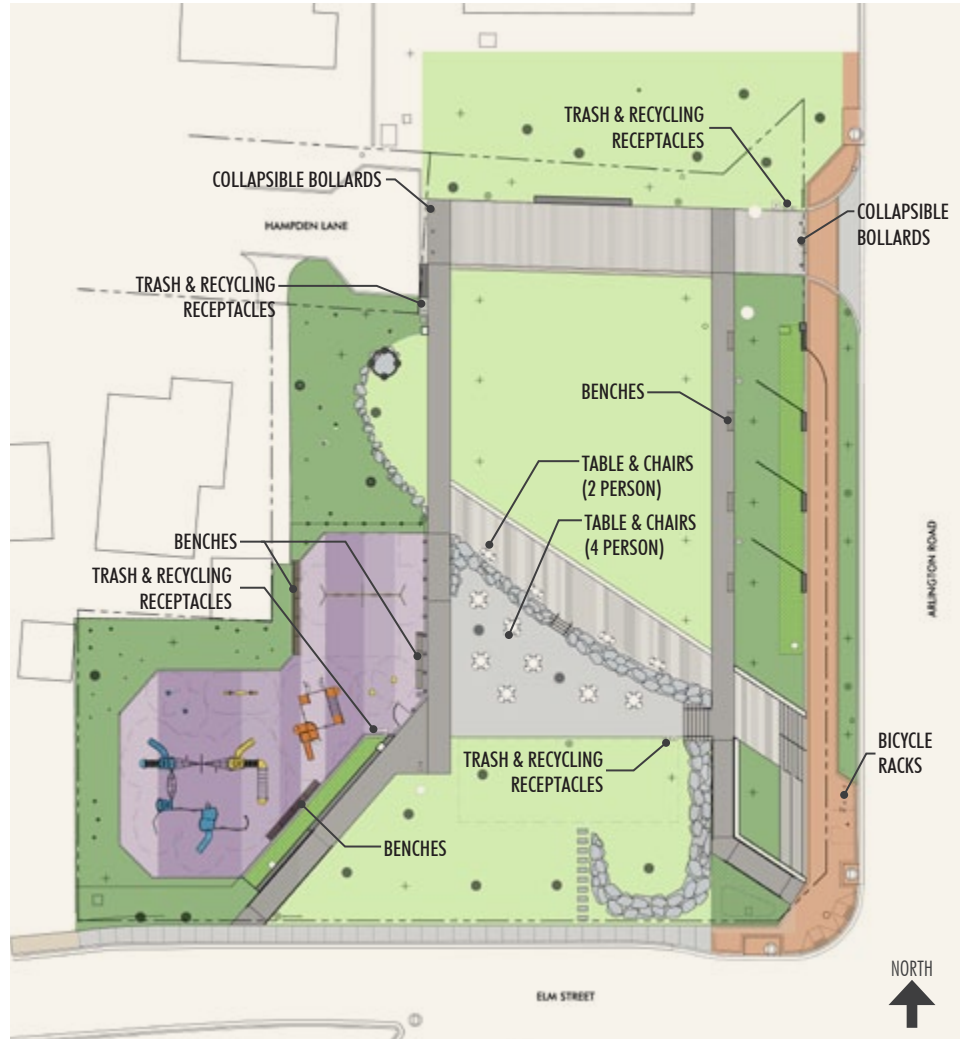 TRASH & RECYCLING
RECEPTACLES
COLLAPSIBLE BOLLARDS
COLLAPSIBLE
BOLLARDS
HAMPDEN LANE
TRASH & RECYCLING
RECEPTACLES
BENCHES
TABLE & CHAIRS
(2 PERSON)
TABLE & CHAIRS
(4 PERSON)
BENCHES
TRASH & RECYCLING
RECEPTACLES
ARLINGTON ROAD
BICYCLE
RACKS
TRASH & RECYCLING
RECEPTACLES
BENCHES
NORTH
ELM STREET